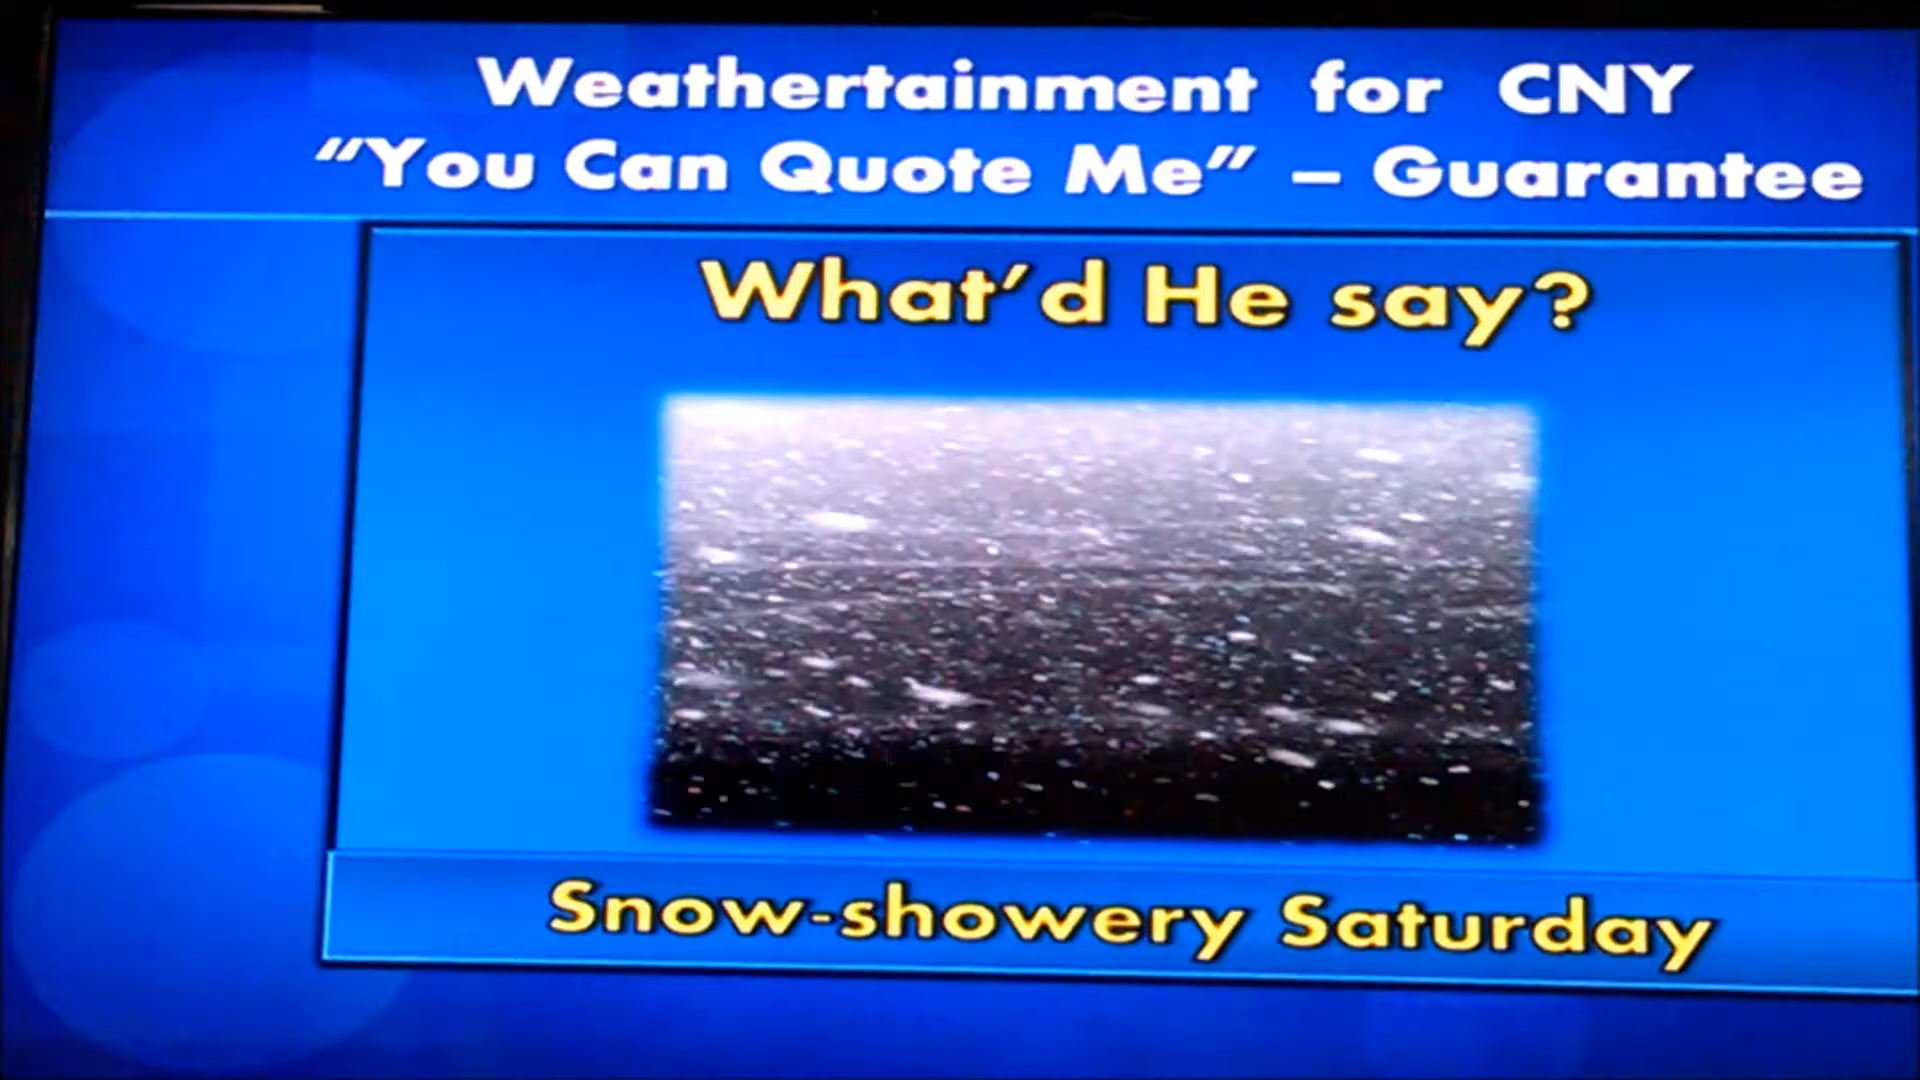 Weathertainment for CNY
“You Can Quote Me” – Guarantee
What’d He say?
Snow-showery Saturday